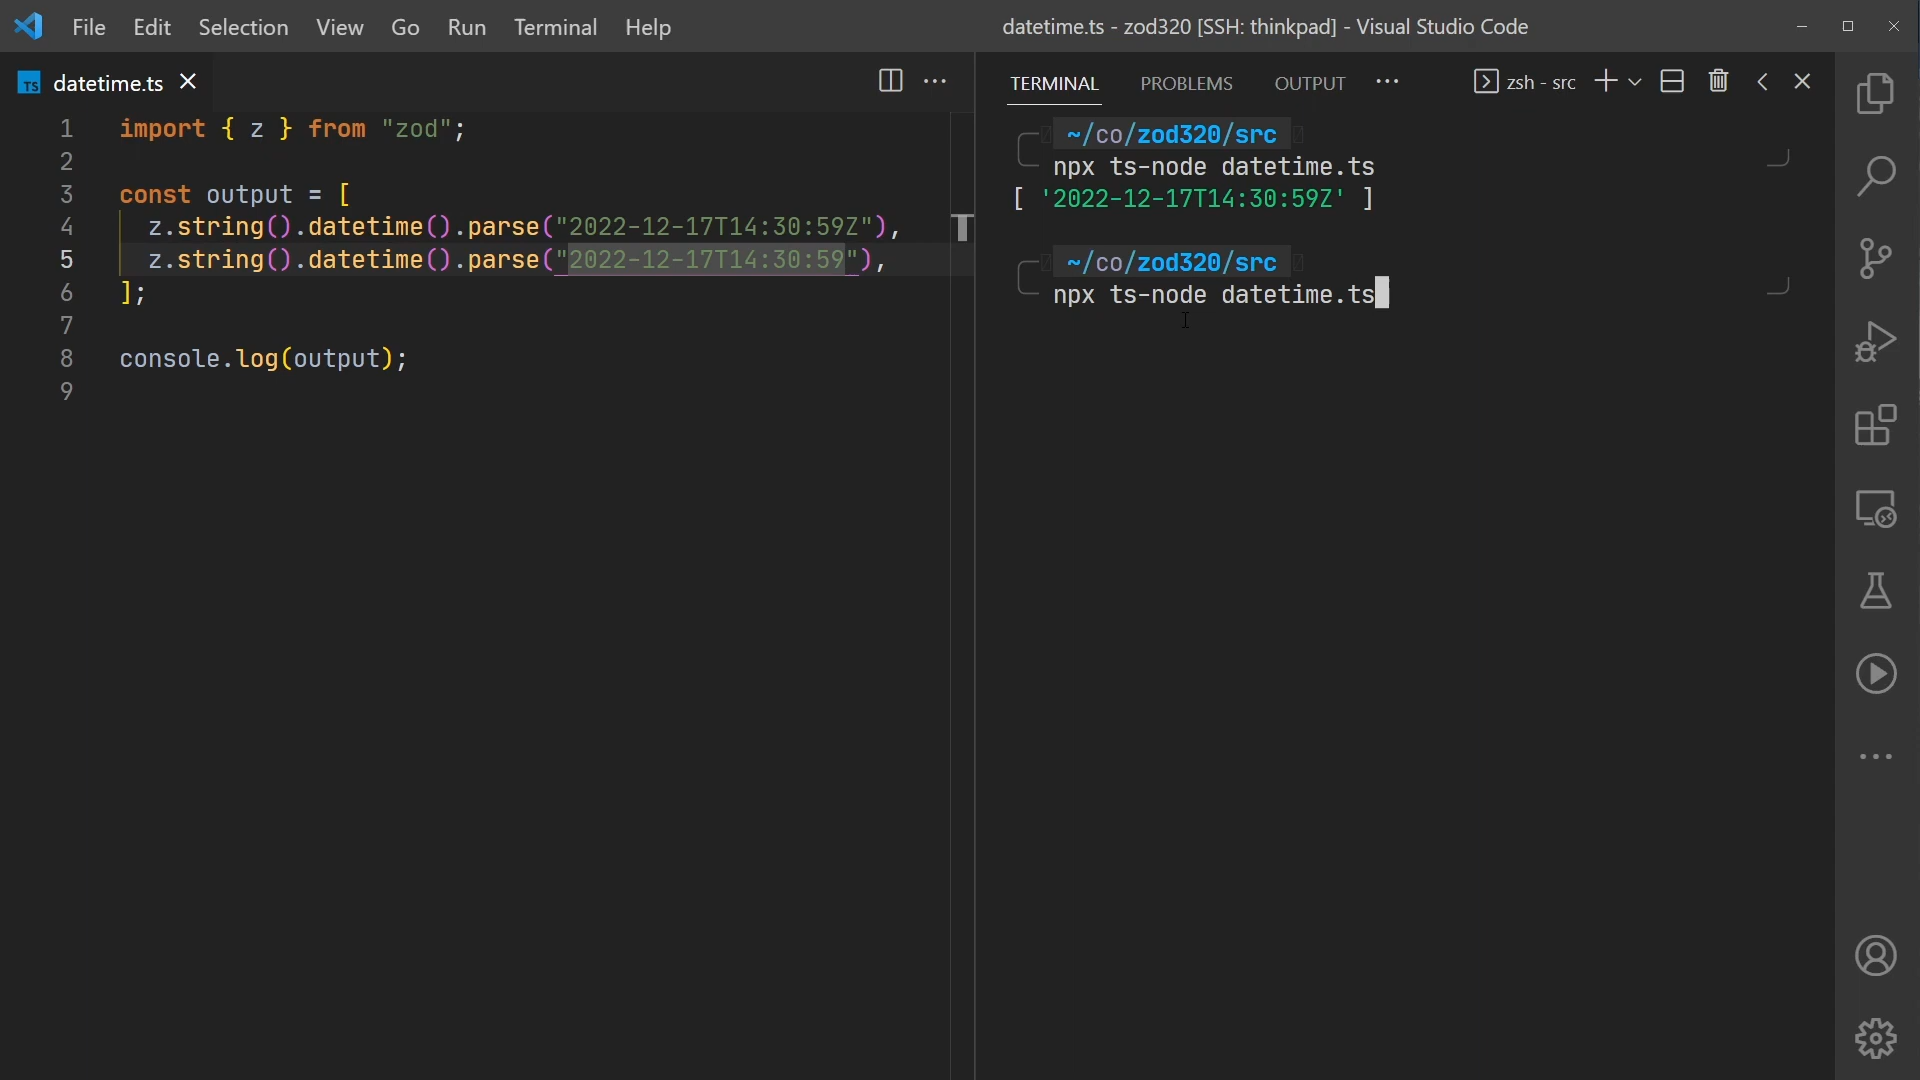 File Edit Selection View Go Run Terminal Help
datetime.ts - zod320 [SSH: thinkpad] - Visual Studio Code
TS datetime.ts
1 import { z } from "zod";
2
3 const output = [
4 z.string().datetime().parse("2022-12-17T14:30:59Z"),
5 z.string().datetime().parse("2022-12-17T14:30:59"),
6 ];
7
8 console.log(output);
9
TERMINAL PROBLEMS OUTPUT ··· zsh - src
~/co/zod320/src
npx ts-node datetime.ts
[ '2022-12-17T14:30:59Z' ]
~/co/zod320/src
npx ts-node datetime.ts